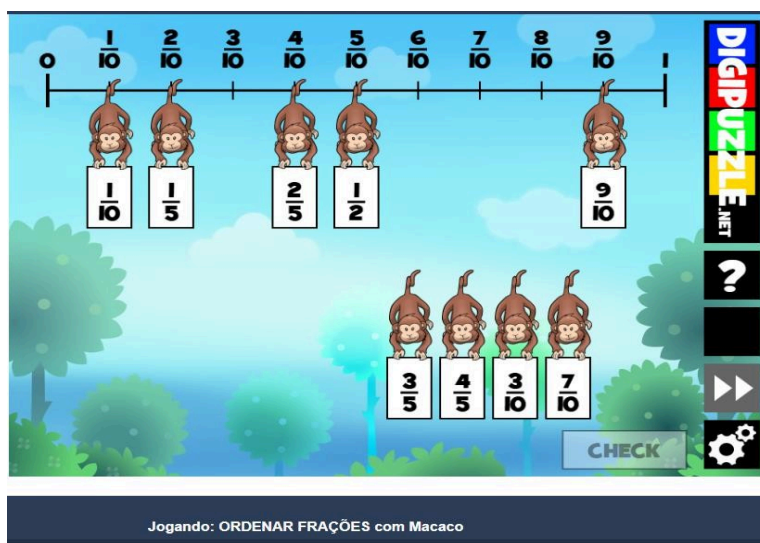 0 1/10 2/10 3/10 4/10 5/10 6/10 7/10 8/10 9/10 1
1/10 1/5 2/5 1/2 9/10
3/5 4/5 3/10 7/10
CHECK
DIGIPUZZLE.NET
?
Jogando: ORDENAR FRAÇÕES com Macaco